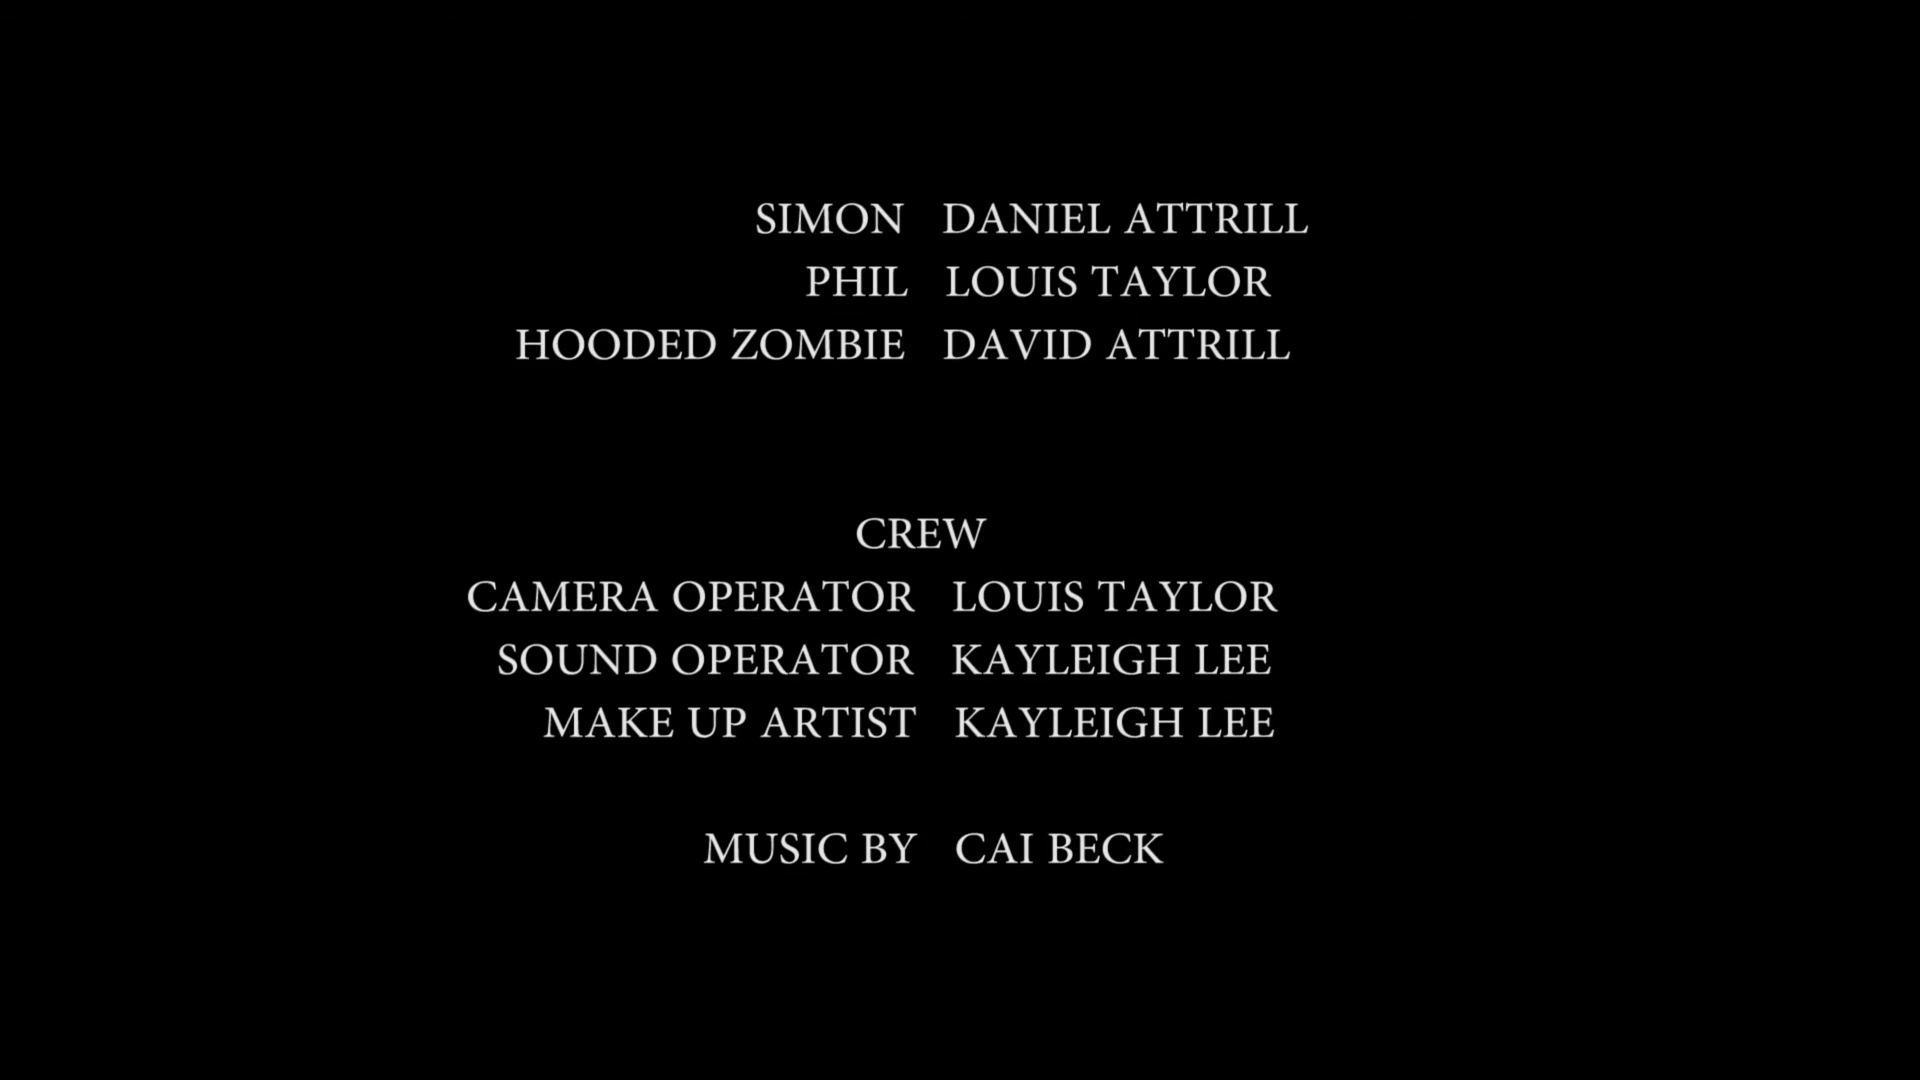 SIMON DANIEL ATTRILL
PHIL LOUIS TAYLOR
HOODED ZOMBIE DAVID ATTRILL
CREW
CAMERA OPERATOR LOUIS TAYLOR
SOUND OPERATOR KAYLEIGH LEE
MAKE UP ARTIST KAYLEIGH LEE
MUSIC BY CAI BECK